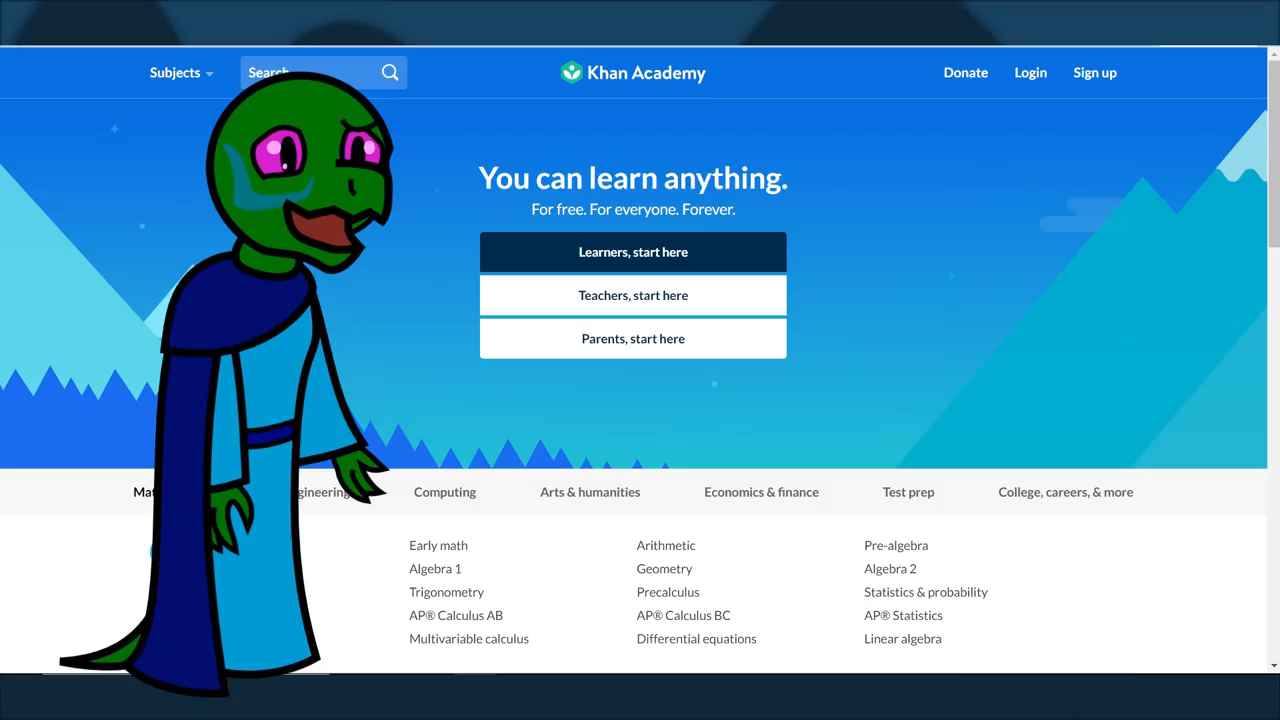 Subjects
Search
Khan Academy
Donate
Login
Sign up
You can learn anything.
For free. For everyone. Forever.
Learners, start here
Teachers, start here
Parents, start here
Computing
Arts & humanities
Economics & finance
Test prep
College, careers, & more
Early math
Arithmetic
Pre-algebra
Algebra 1
Geometry
Algebra 2
Trigonometry
Precalculus
Statistics & probability
AP® Calculus AB
AP® Calculus BC
AP® Statistics
Multivariable calculus
Differential equations
Linear algebra